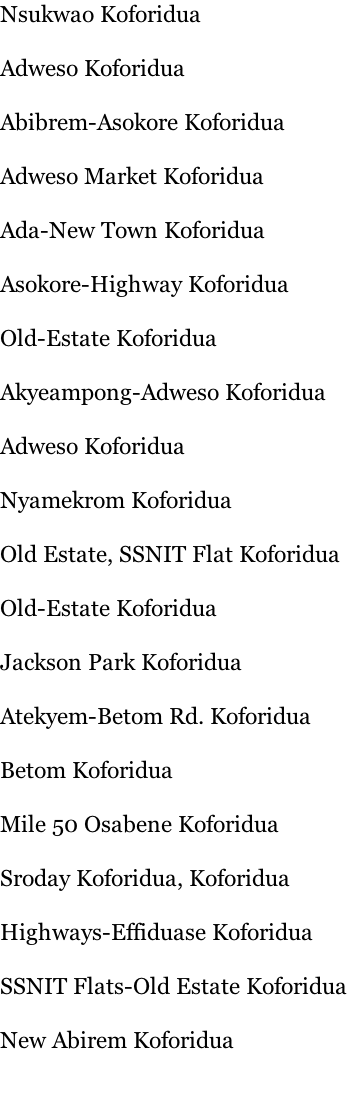 Nsukwao Koforidua
Adweso Koforidua
Abibrem-Asokore Koforidua
Adweso Market Koforidua
Ada-New Town Koforidua
Asokore-Highway Koforidua
Old-Estate Koforidua
Akyeampong-Adweso Koforidua
Adweso Koforidua
Nyamekrom Koforidua
Old Estate, SSNIT Flat Koforidua
Old-Estate Koforidua
Jackson Park Koforidua
Atekyem-Betom Rd. Koforidua
Betom Koforidua
Mile 50 Osabene Koforidua
Sroday Koforidua, Koforidua
Highways-Effiduase Koforidua
SSNIT Flats-Old Estate Koforidua
New Abirem Koforidua